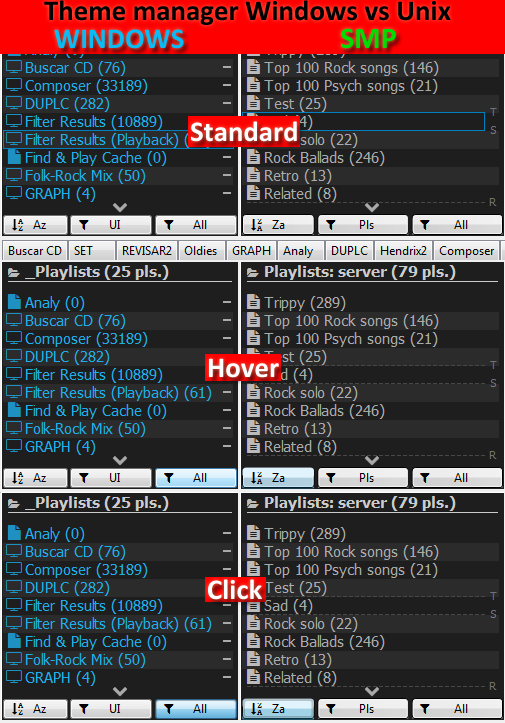 Theme manager Windows vs Unix
WINDOWS SMP
Buscar CD (76)
Composer (33189)
DUPLC (282)
Filter Results (10889)
Filter Results (Playback)
Find & Play Cache (0)
Folk-Rock Mix (50)
GRAPH (4)
Az UI All
Top 100 Rock songs (146)
Top 100 Psych songs (21)
Test (25)
T
(4)
S
solo (22)
Rock Ballads (246)
Retro (13)
Related (8)
R
Za Pls All
Standard
Buscar CD SET REVISAR2 Oldies GRAPH Analy DUPLC Hendrix2 Composer
_Playlists (25 pls.)
Analy (0)
Buscar CD (76)
Composer (33189)
DUPLC (282)
Filter Results (10889)
Filter Results (Playback) (61)
Find & Play Cache (0)
Folk-Rock Mix (50)
GRAPH (4)
Az UI All
Playlists: server (79 pls.)
Trippy (289)
Top 100 Rock songs (146)
Top 100 Psych songs (21)
(25)
T
(4)
S
Rock solo (22)
Rock Ballads (246)
Retro (13)
Related (8)
R
Za Pls All
Hover
_Playlists (25 pls.)
Analy (0)
Buscar CD (76)
Composer (33189)
DUPLC (282)
Filter Results (10889)
Filter Results (Playback) (61)
Find & Play Cache (0)
Folk-Rock Mix (50)
GRAPH (4)
Az UI All
Playlists: server (79 pls.)
Trippy (289)
Top 100 Rock songs (146)
Top 100 Psych songs (21)
Test (25)
T
Sad (4)
S
Rock solo (22)
Rock Ballads (246)
Retro (13)
Related (8)
R
Za Pls All
Click